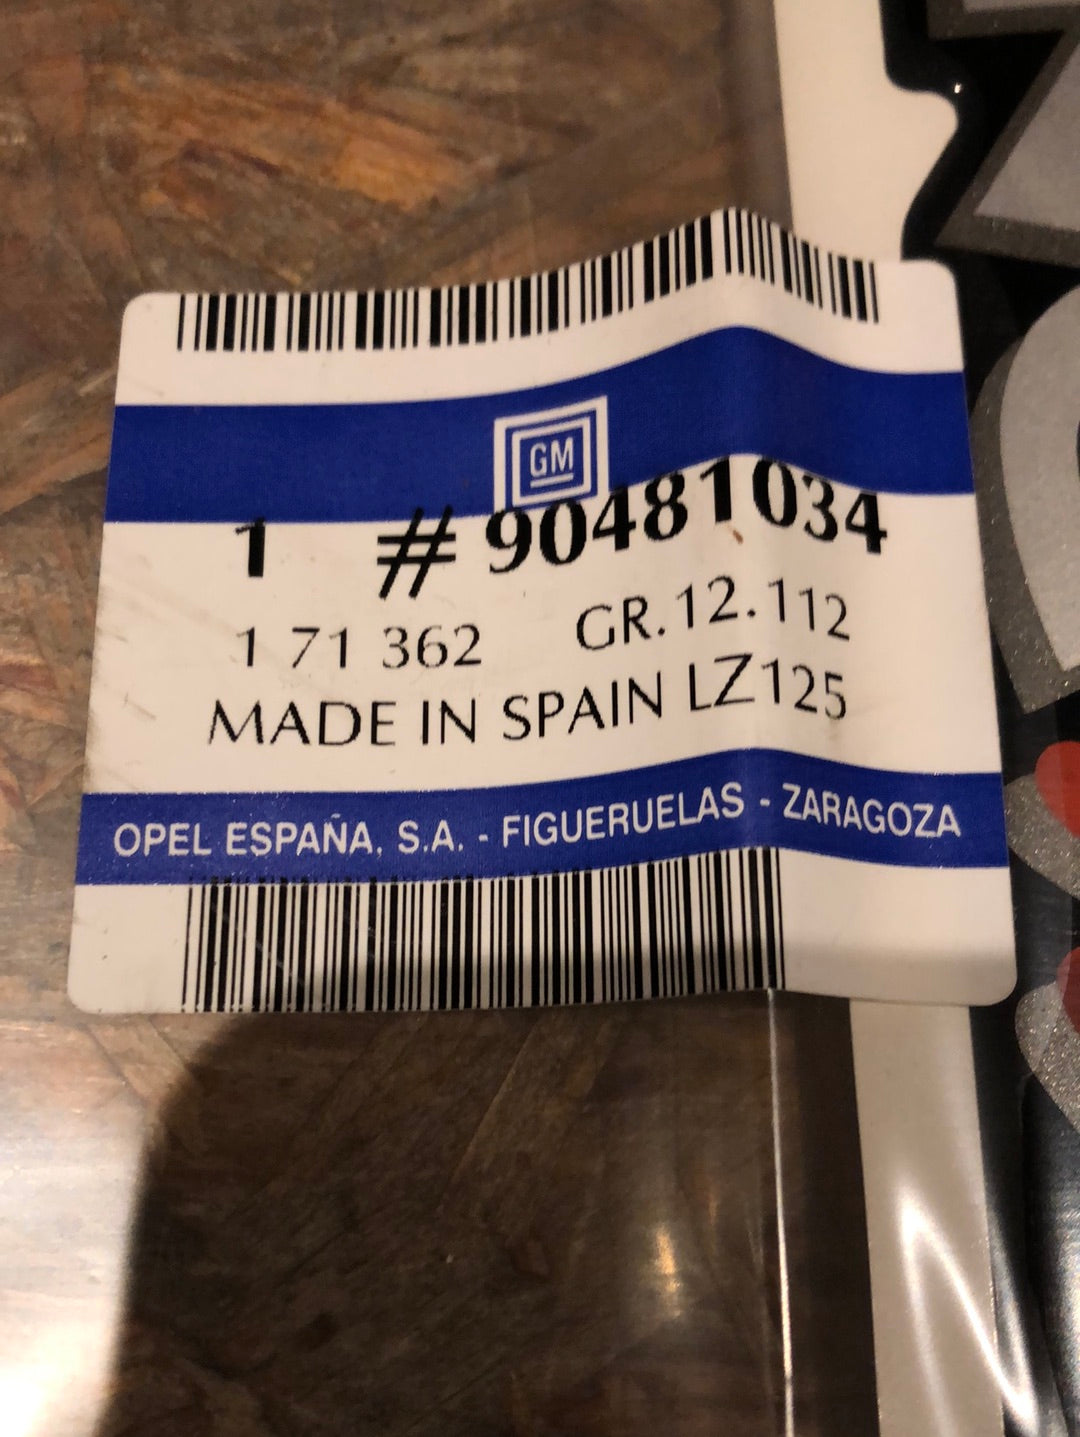 GM
1 # 90481034
1 71 362 GR.12.112
MADE IN SPAIN LZ125
OPEL ESPAÑA, S.A. - FIGUERUELAS - ZARAGOZA